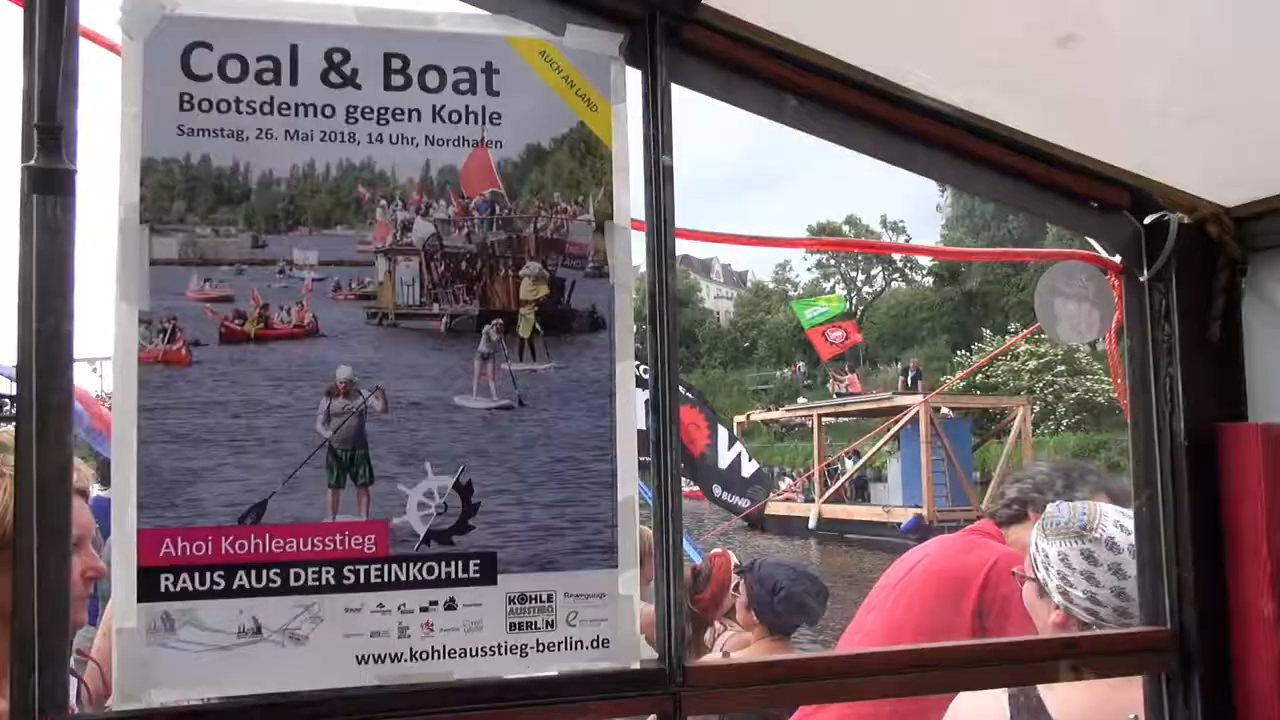 Coal & Boat
Bootsdemo gegen Kohle
Samstag, 26. Mai 2018, 14 Uhr, Nordhafen
AUCH AN LAND
Ahoi Kohleausstieg
RAUS AUS DER STEINKOHLE
KOHLE
AUSSTIEG
BERLIN
Bewegungs-
www.kohleausstieg-berlin.de
W
BUND